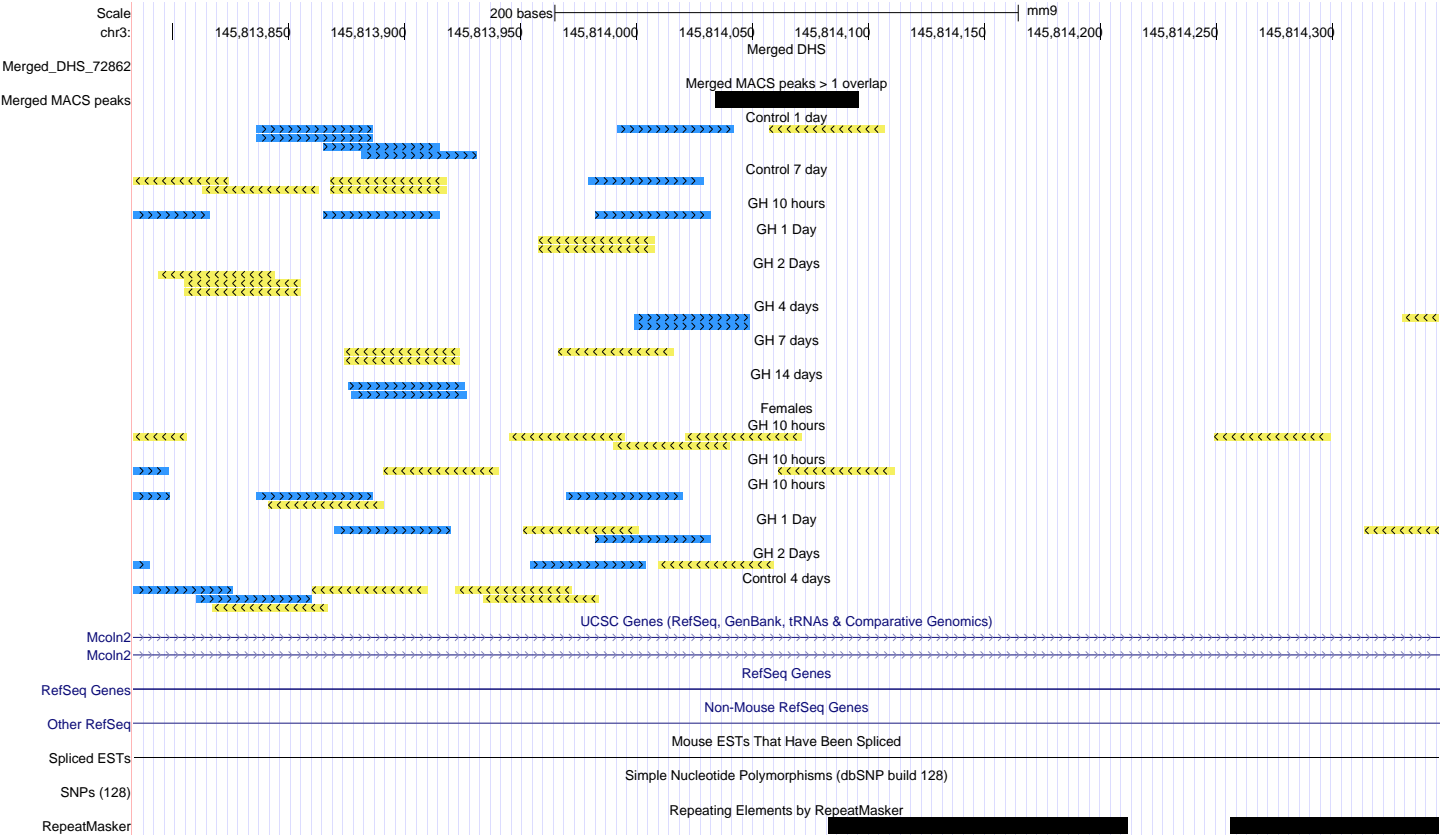 Scale 200 bases mm9
chr3: 145,813,850 145,813,900 145,813,950 145,814,000 145,814,050 145,814,100 145,814,150 145,814,200 145,814,250 145,814,300
Merged DHS
Merged_DHS_72862
Merged MACS peaks > 1 overlap
Merged MACS peaks
Control 1 day
Control 7 day
GH 10 hours
GH 1 Day
GH 2 Days
GH 4 days
GH 7 days
GH 14 days
Females
GH 10 hours
GH 10 hours
GH 10 hours
GH 1 Day
GH 2 Days
Control 4 days
UCSC Genes (RefSeq, GenBank, tRNAs & Comparative Genomics)
Mcoln2
Mcoln2
RefSeq Genes
RefSeq Genes
Non-Mouse RefSeq Genes
Other RefSeq
Mouse ESTs That Have Been Spliced
Spliced ESTs
Simple Nucleotide Polymorphisms (dbSNP build 128)
SNPs (128)
Repeating Elements by RepeatMasker
RepeatMasker